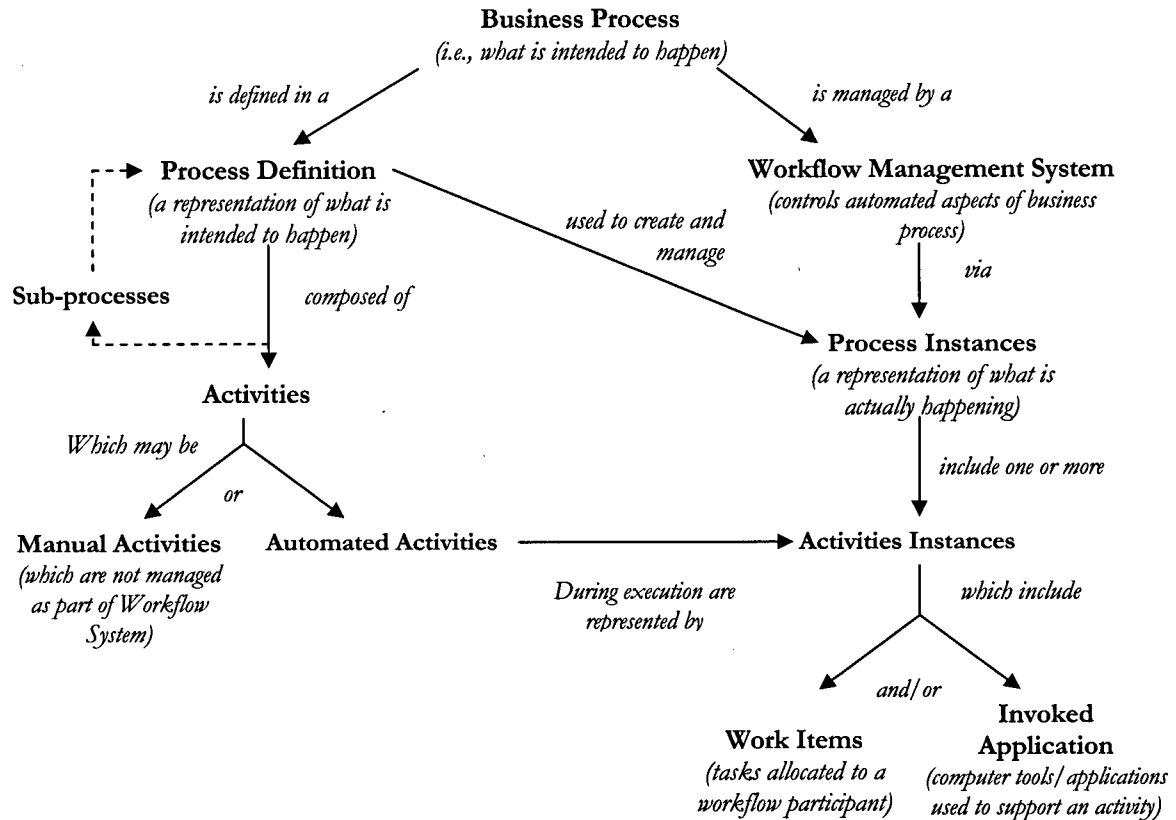 Business Process
(i.e., what is intended to happen)
is defined in a
is managed by a
Process Definition
(a representation of what is
intended to happen)
Workflow Management System
(controls automated aspects of business
process)
used to create and
manage
via
Sub-processes
composed of
Process Instances
(a representation of what is
actually happening)
Activities
Which may be
or
include one or more
Manual Activities
(which are not managed
as part of Workflow
System)
Automated Activities
Activities Instances
During execution are
represented by
which include
and/or
Work Items
(tasks allocated to a
workflow participant)
Invoked
Application
(computer tools/applications
used to support an activity)